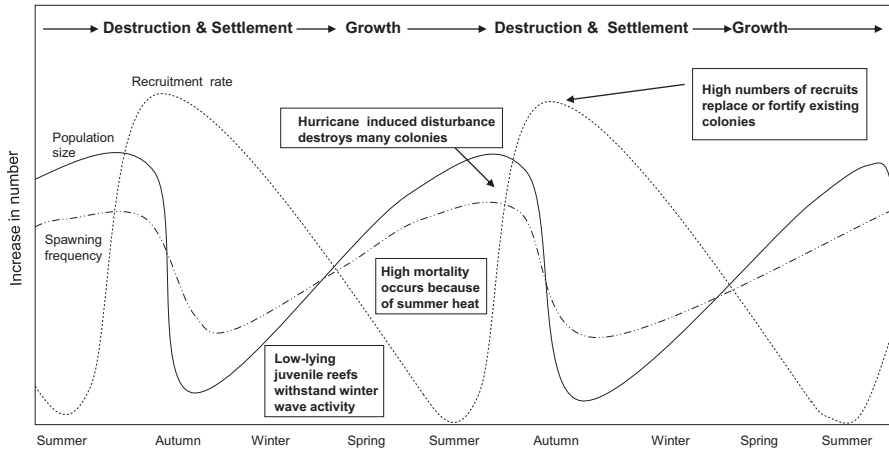 Destruction & Settlement Growth Destruction & Settlement Growth
Recruitment rate
High numbers of recruits
replace or fortify existing
colonies
Hurricane induced disturbance
destroys many colonies
Population
size
Increase in number
Spawning
frequency
High mortality
occurs because
of summer heat
Low-lying
juvenile reefs
withstand winter
wave activity
Summer Autumn Winter Spring Summer Autumn Winter Spring Summer